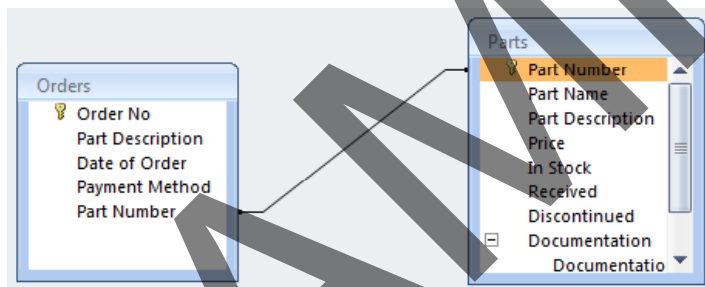 Orders
Order No
Part Description
Date of Order
Payment Method
Part Number
Parts
Part Number
Part Name
Part Description
Price
In Stock
Received
Discontinued
Documentation
Documentatio